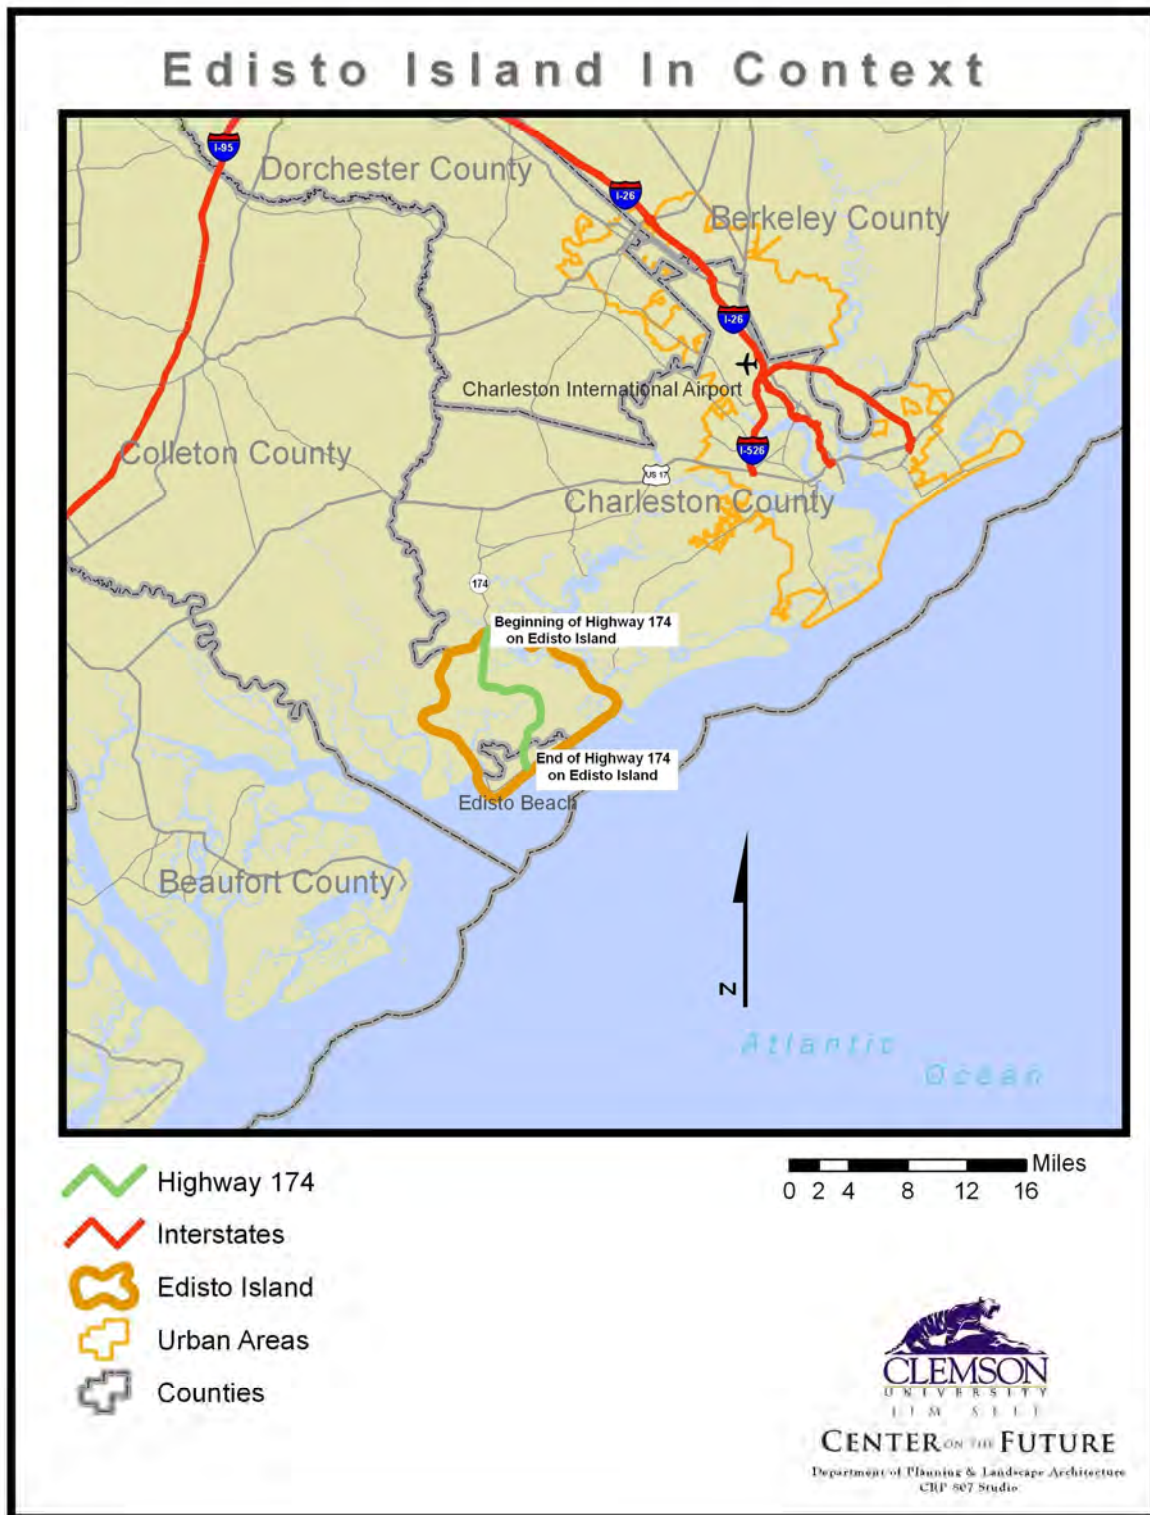 Edisto Island In Context
I-95
Dorchester County
I-26
Berkeley County
I-26
Charleston International Airport
Colleton County
I-526
US 17
Charleston County
174
Beginning of Highway 174
on Edisto Island
End of Highway 174
on Edisto Island
Edisto Beach
Beaufort County
N
Atlantic
Ocean
Highway 174
Interstates
Edisto Island
Urban Areas
Counties
Miles
0 2 4 8 12 16
CLEMSON
UNIVERSITY
JIM SELF
CENTER ON THE FUTURE
Department of Planning & Landscape Architecture
CRP 807 Studio